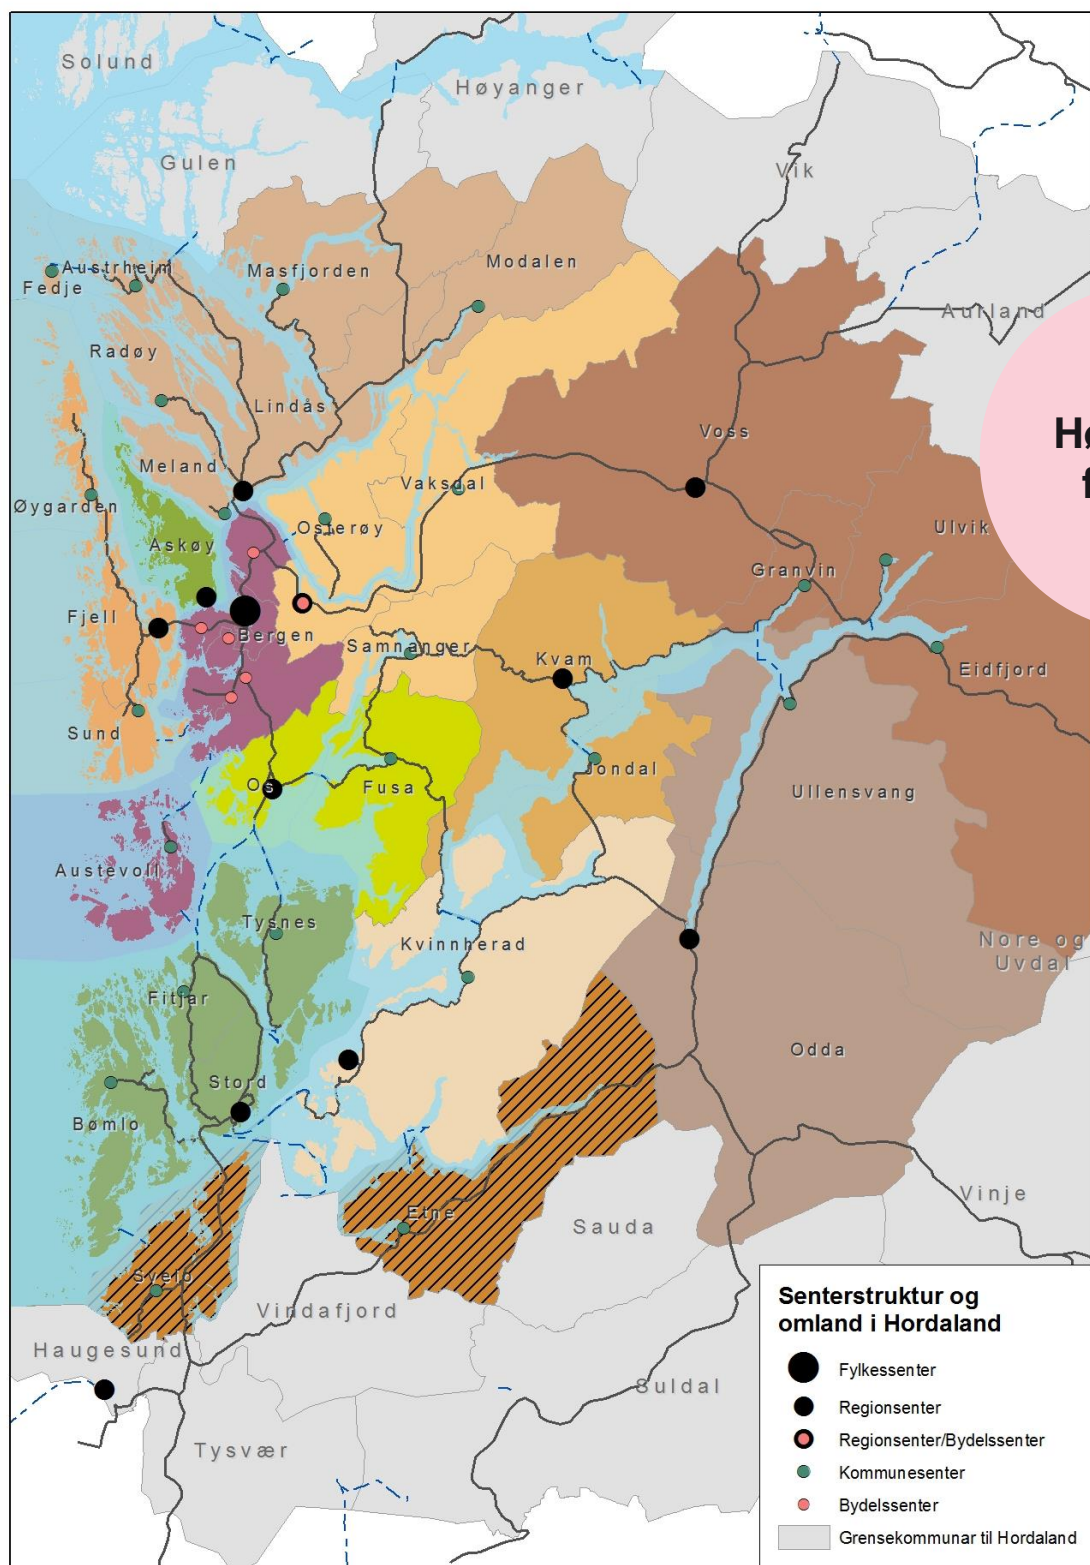 Solund
Høyanger
Gulen
Vik
Austrheim
Fedje
Masfjorden
Modalen
Aurland
Radøy
Lindås
Voss
Meland
Vaksdal
Øygarden
Osterøy
Ulvik
Askøy
Granvin
Fjell
Bergen
Samnanger
Kvam
Eidfjord
Sund
Jondal
Os
Fusa
Ullensvang
Austevoll
Tysnes
Kvinnherad
Nore og
Uvdal
Fitjar
Odda
Stord
Bømlo
Etne
Sauda
Vinje
Sveio
Vindafjord
Haugesund
Suldal
Tysvær
Senterstruktur og
omland i Hordaland
Fylkessenter
Regionsenter
Regionsenter/Bydelssenter
Kommunesenter
Bydelssenter
Grensekommunar til Hordaland